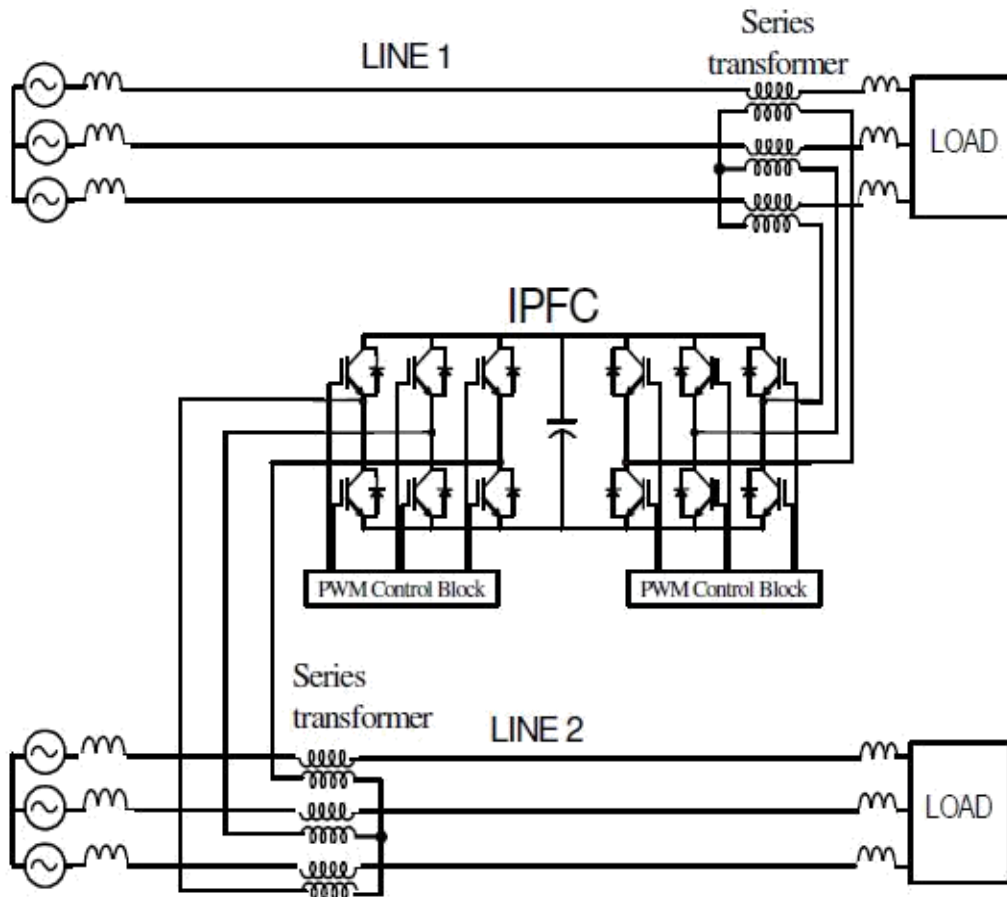 Series
transformer
LINE 1
LOAD
IPFC
PWM Control Block
PWM Control Block
Series
transformer
LINE 2
LOAD